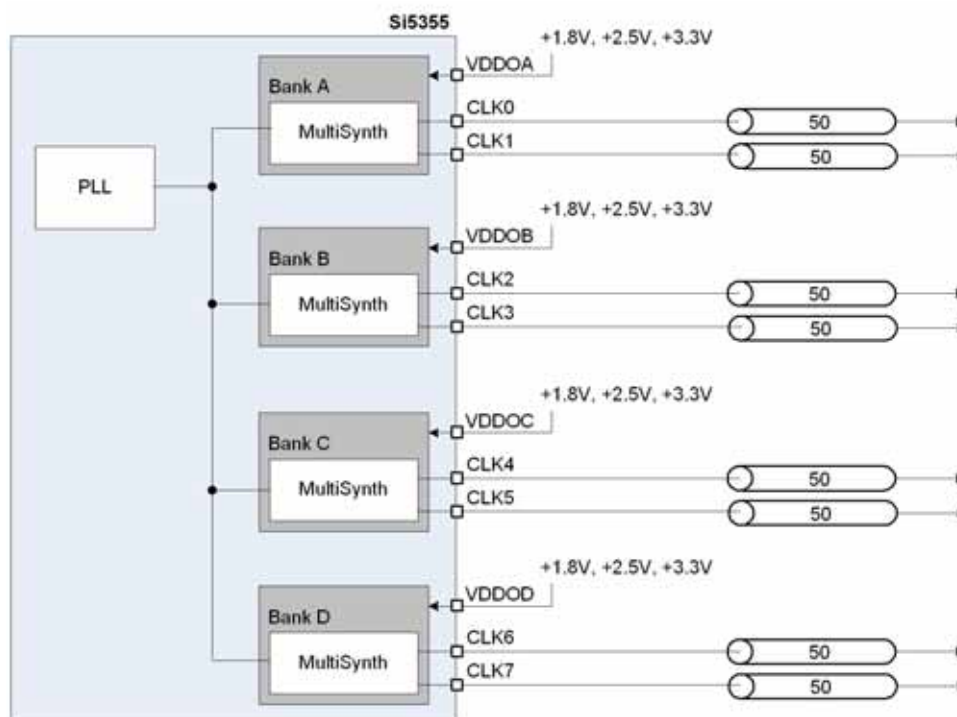 Si5355
+1.8V, +2.5V, +3.3V
VDDOA
Bank A
CLK0
50
MultiSynth
CLK1
50
PLL
+1.8V, +2.5V, +3.3V
VDDOB
Bank B
CLK2
50
MultiSynth
CLK3
50
+1.8V, +2.5V, +3.3V
VDDOC
Bank C
CLK4
50
MultiSynth
CLK5
50
+1.8V, +2.5V, +3.3V
VDDOD
Bank D
CLK6
50
MultiSynth
CLK7
50